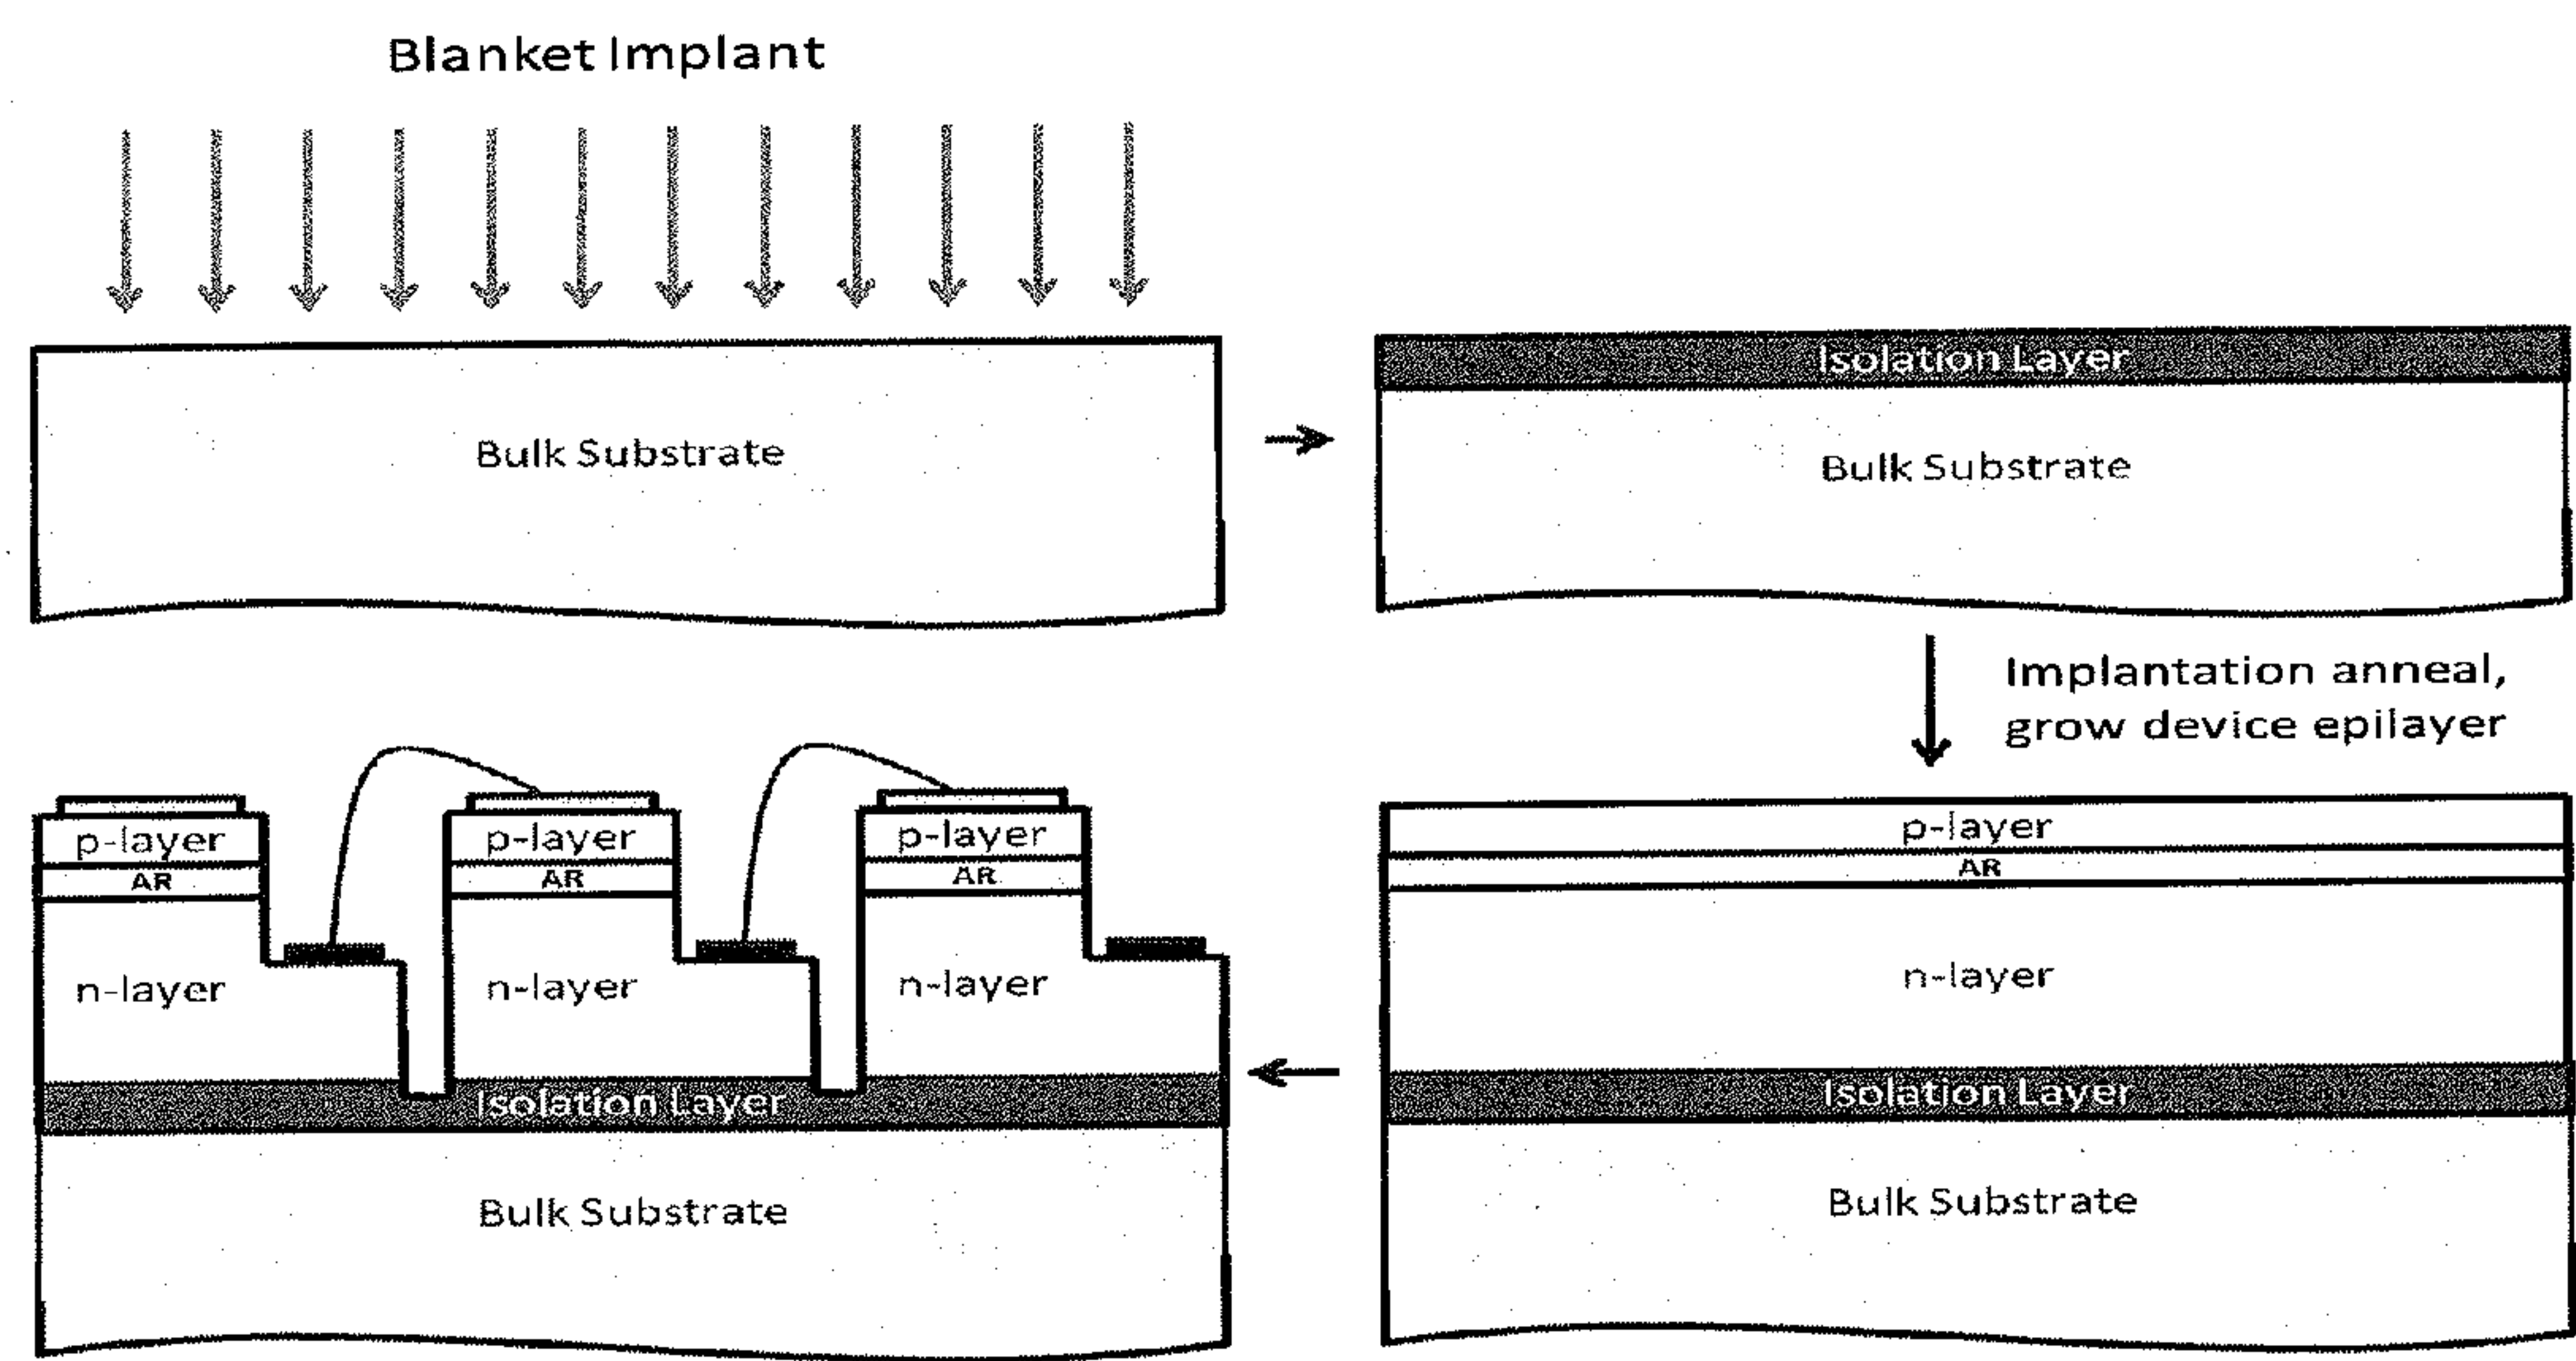 Blanket Implant
Bulk Substrate
Isolation Layer
Bulk Substrate
Implantation anneal,
grow device epilayer
p-layer
AR
n-layer
Isolation Layer
Bulk Substrate
p-layer
p-layer
p-layer
AR
AR
AR
n-layer
n-layer
n-layer
Isolation Layer
Bulk Substrate